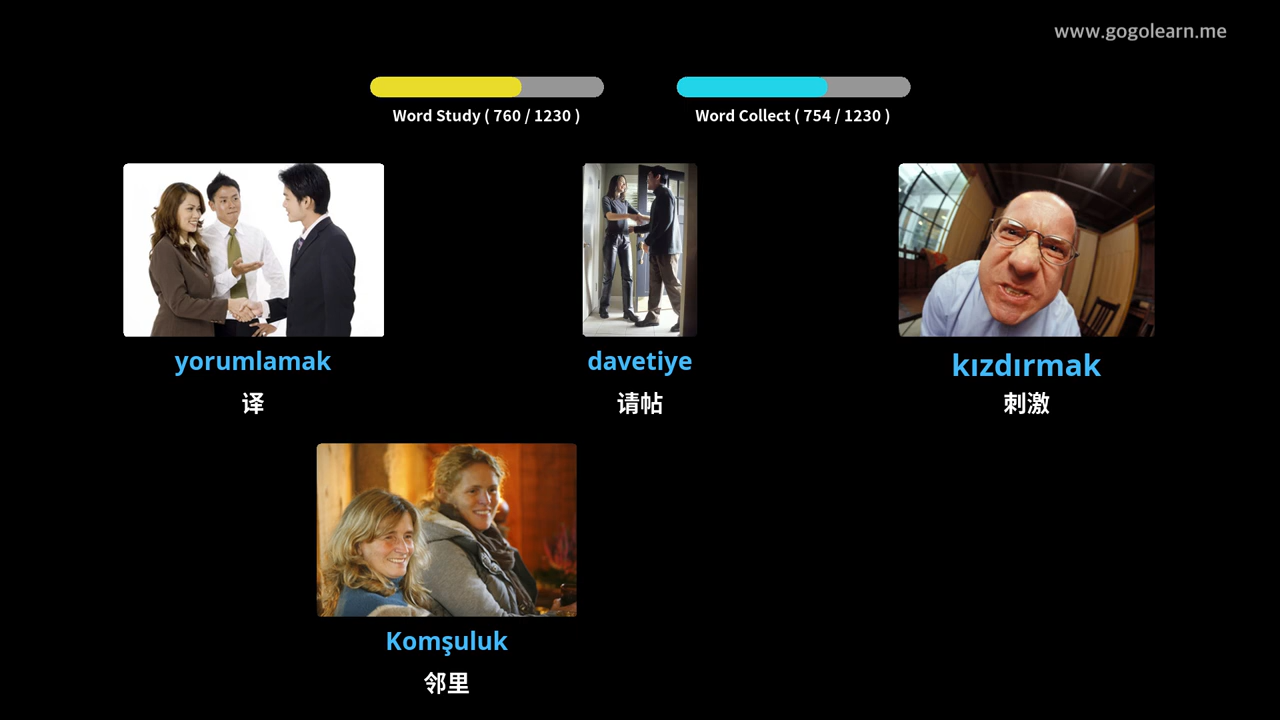 www.gogolearn.me
Word Study ( 760 / 1230 )
Word Collect ( 754 / 1230 )
yorumlamak
译
davetiye
请帖
kızdırmak
刺激
Komşuluk
邻里